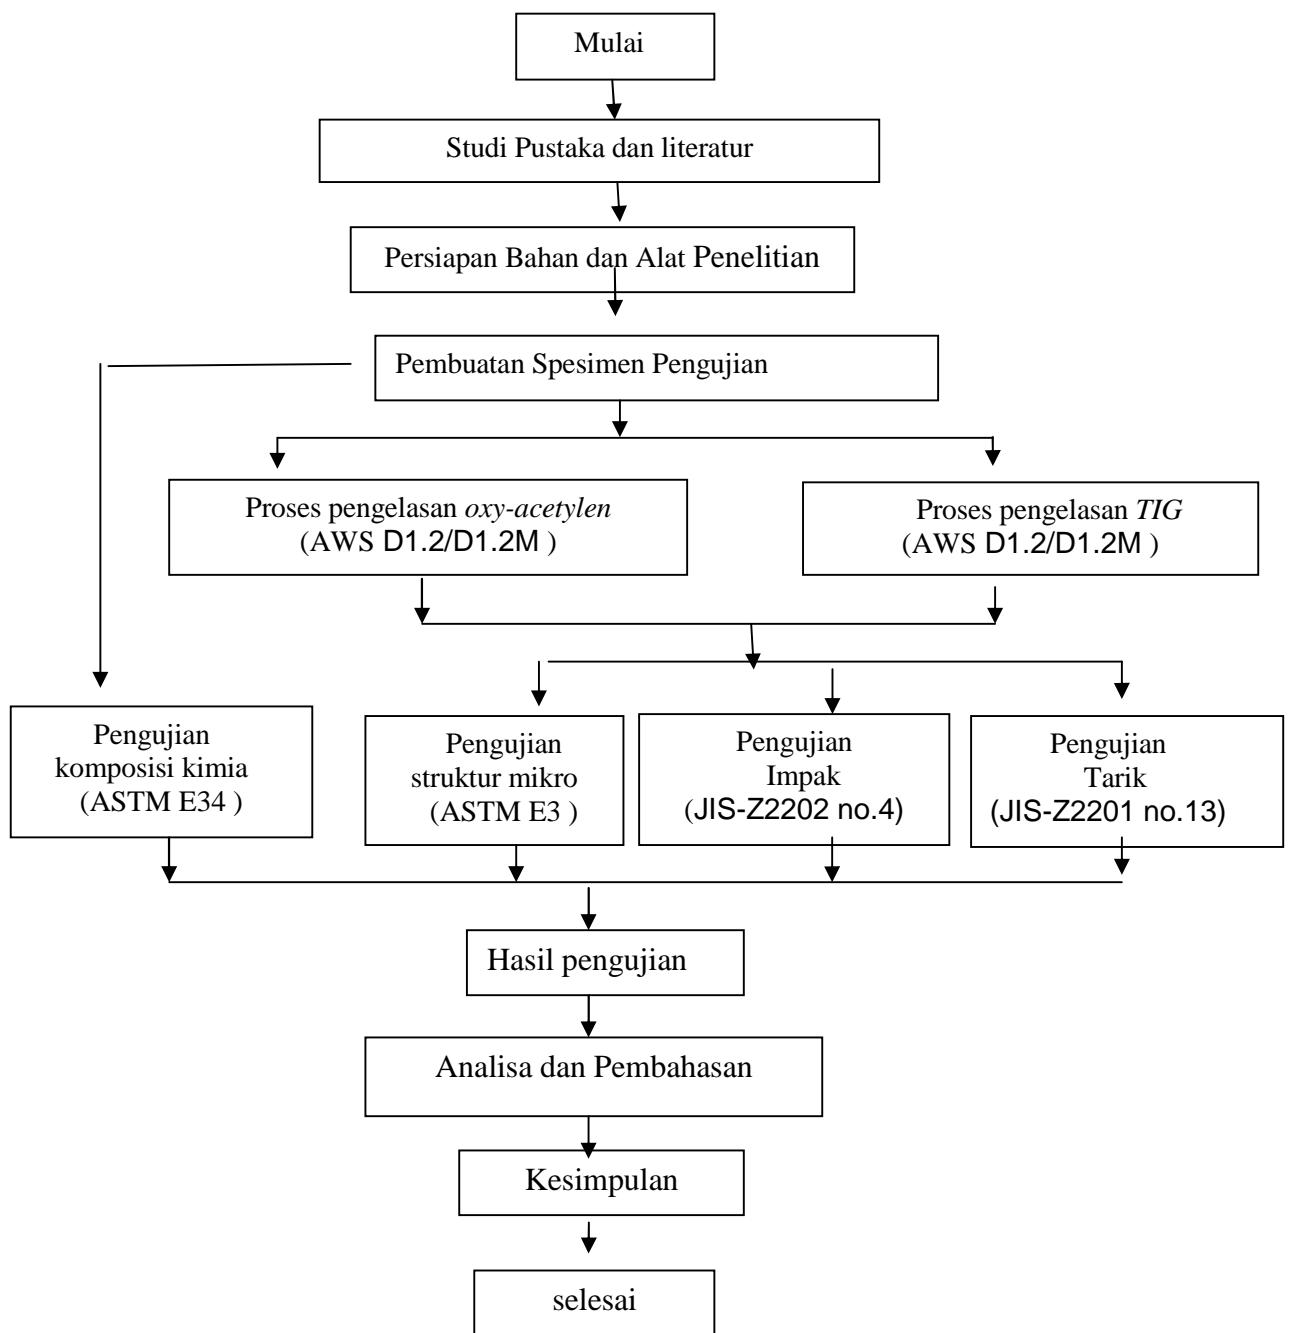 Mulai
Studi Pustaka dan literatur
Persiapan Bahan dan Alat Penelitian
Pembuatan Spesimen Pengujian
Proses pengelasan oxy-acetylen
(AWS D1.2/D1.2M )
Proses pengelasan TIG
(AWS D1.2/D1.2M )
Pengujian
komposisi kimia
(ASTM E34 )
Pengujian
struktur mikro
(ASTM E3 )
Pengujian
Impak
(JIS-Z2202 no.4)
Pengujian
Tarik
(JIS-Z2201 no.13)
Hasil pengujian
Analisa dan Pembahasan
Kesimpulan
selesai